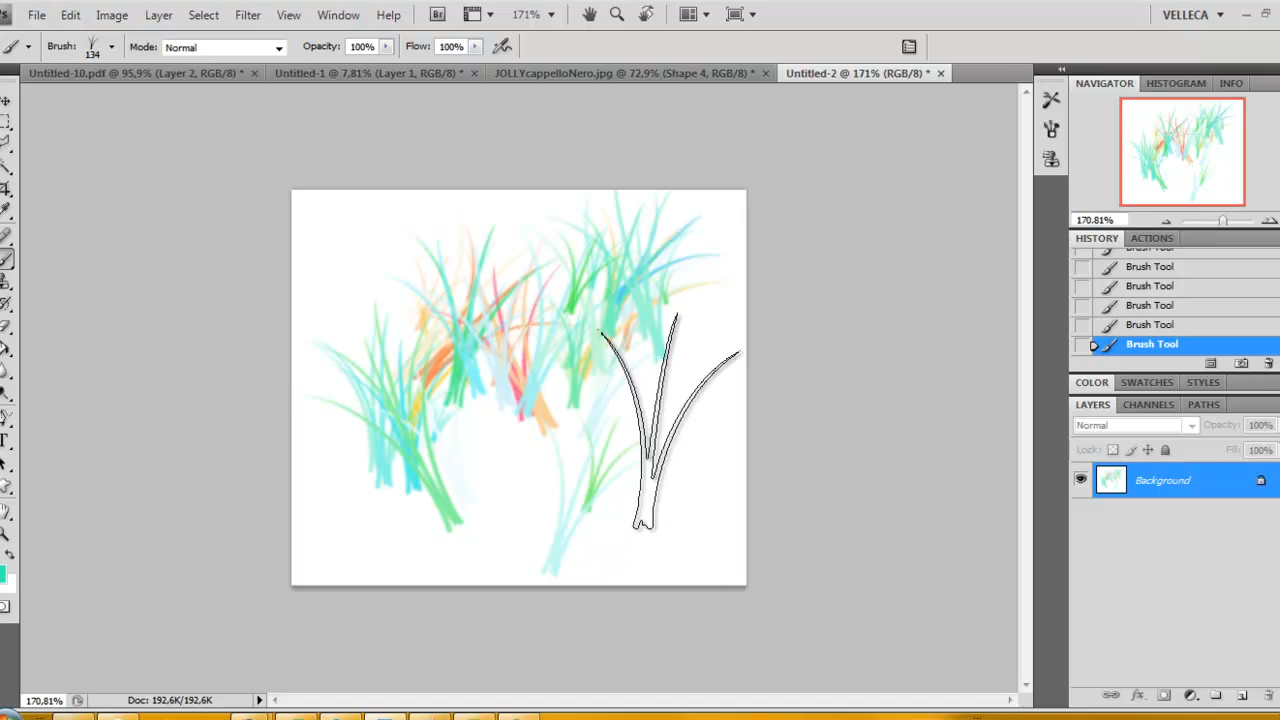 File Edit Image Layer Select Filter View Window Help Br 171% VELLECA
Brush: 134 Mode: Normal Opacity: 100% Flow: 100%
Untitled-10.pdf @ 95,9% (Layer 2, RGB/8) * Untitled-1 @ 7,81% (Layer 1, RGB/8) * JOLLYcappelloNero.jpg @ 72,9% (Shape 4, RGB/8) * Untitled-2 @ 171% (RGB/8) *
NAVIGATOR HISTOGRAM INFO
170.81%
HISTORY ACTIONS
Brush Tool
Brush Tool
Brush Tool
Brush Tool
Brush Tool
Brush Tool
COLOR SWATCHES STYLES
LAYERS CHANNELS PATHS
Normal Opacity: 100%
Lock: Fill: 100%
Background
170,81% Doc: 192,6K/192,6K